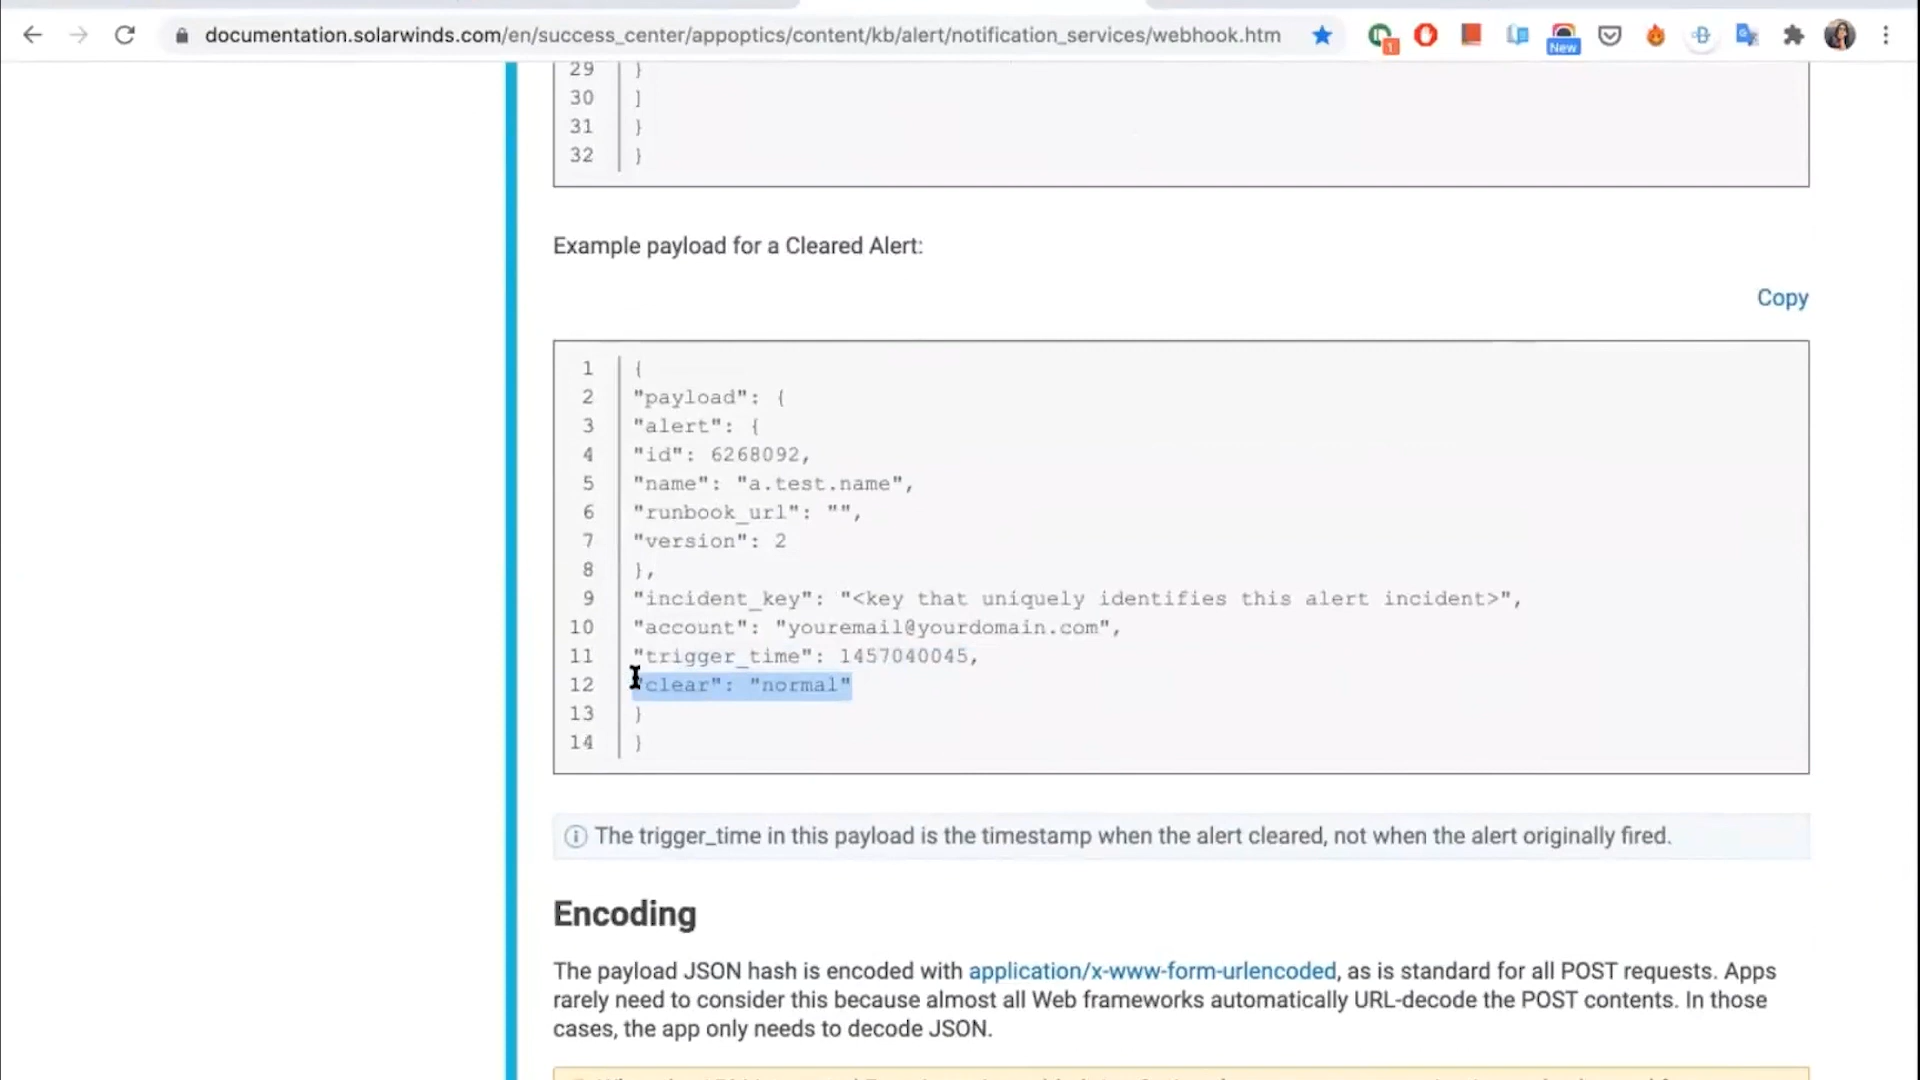 documentation.solarwinds.com/en/success_center/appoptics/content/kb/alert/notification_services/webhook.htm
1
New
29 }
30 ]
31 }
32 }
Example payload for a Cleared Alert:
Copy
1 {
2 "payload": {
3 "alert": {
4 "id": 6268092,
5 "name": "a.test.name",
6 "runbook_url": "",
7 "version": 2
8 },
9 "incident_key": "<key that uniquely identifies this alert incident>",
10 "account": "youremail@yourdomain.com",
11 "trigger_time": 1457040045,
12 "clear": "normal"
13 }
14 }
The trigger_time in this payload is the timestamp when the alert cleared, not when the alert originally fired.
Encoding
The payload JSON hash is encoded with application/x-www-form-urlencoded, as is standard for all POST requests. Apps
rarely need to consider this because almost all Web frameworks automatically URL-decode the POST contents. In those
cases, the app only needs to decode JSON.